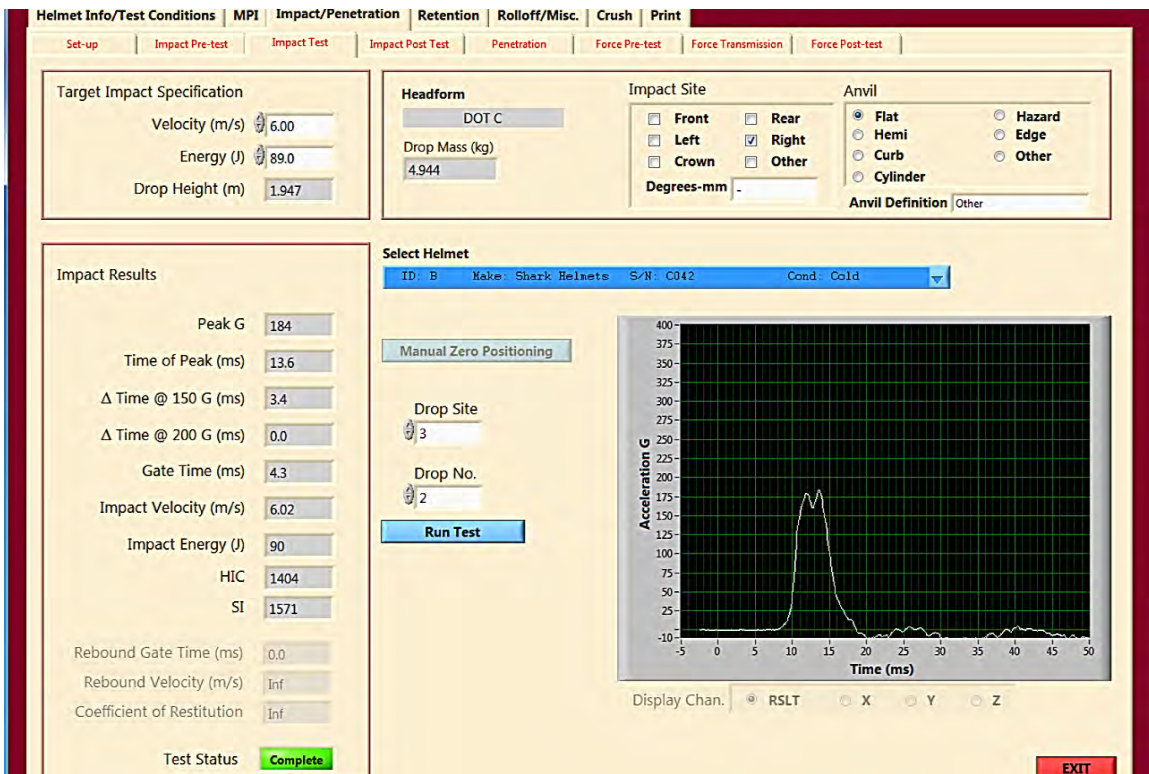 Helmet Info/Test Conditions MPI Impact/Penetration Retention Rolloff/Misc. Crush Print
Set-up Impact Pre-test Impact Test Impact Post Test Penetration Force Pre-test Force Transmission Force Post-test
Target Impact Specification
Velocity (m/s) 6.00
Energy (J) 89.0
Drop Height (m) 1.947
Headform
DOT C
Drop Mass (kg)
4.944
Impact Site
Front Rear
Left Right
Crown Other
Degrees-mm -
Anvil
Flat Hazard
Hemi Edge
Curb Other
Cylinder
Anvil Definition Other
Impact Results
Peak G 184
Time of Peak (ms) 13.6
Δ Time @ 150 G (ms) 3.4
Δ Time @ 200 G (ms) 0.0
Gate Time (ms) 4.3
Impact Velocity (m/s) 6.02
Impact Energy (J) 90
HIC 1404
SI 1571
Rebound Gate Time (ms) 0.0
Rebound Velocity (m/s) Inf
Coefficient of Restitution Inf
Test Status Complete
Select Helmet
ID: B Make: Shark Helmets S/N: C042 Cond: Cold
Manual Zero Positioning
Drop Site
3
Drop No.
2
Run Test
Acceleration G
400
375
350
325
300
275
250
225
200
175
150
125
100
75
50
25
-10
-5 0 5 10 15 20 25 30 35 40 45 50
Time (ms)
Display Chan. RSLT X Y Z
EXIT